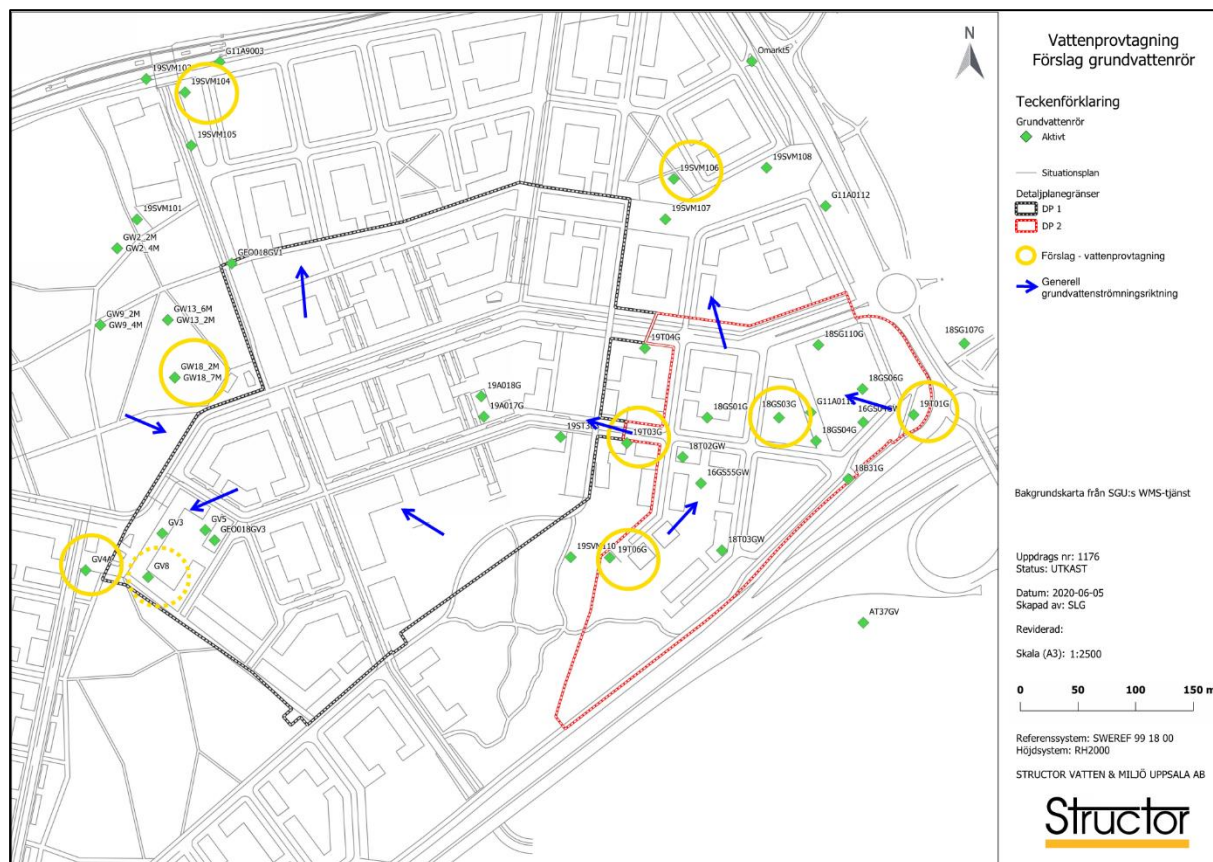 G11A9003
19SVM104
19SVM105
19SVM101
GW2_2M
GW2_4M
GEO018GV1
GW9_2M
GW9_4M
GW13_6M
GW13_2M
GW18_2M
GW18_7M
GV3
GV5
GEO018GV3
GV8
Omarkt5
19SVM106
19SVM107
19SVM108
G11A0112
19T04G
18SG110G
18SG107G
19A018G
19A017G
19T03G
18GS01G
18GS03G
18GS06G
18GS04G
19T01G
18T02GW
16GS55GW
18B31G
19T06G
18T03GW
AT37GV
N
Vattenprovtagning
Förslag grundvattenrör
Teckenförklaring
Grundvattenrör
Aktivt
Situationsplan
Detaljplanegränser
DP 1
DP 2
Förslag - vattenprovtagning
Generell
grundvattenströmningsriktning
Bakgrundskarta från SGU:s WMS-tjänst
Uppdrags nr: 1176
Status: UTKAST
Datum: 2020-06-05
Skapad av: SLG
Reviderad:
Skala (A3): 1:2500
0 50 100 150 m
Referenssystem: SWEREF 99 18 00
Höjdsystem: RH2000
STRUCTOR VATTEN & MILJÖ UPPSALA AB
Structor